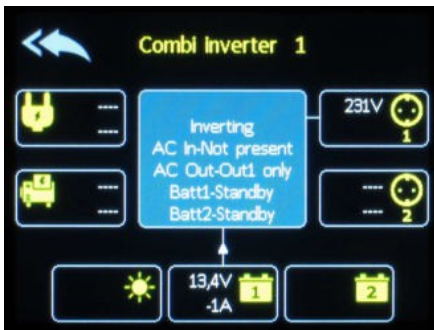 Combi inverter 1
----
----
Inverting
AC In-Not present
AC Out-Out1 only
Batt1-Standby
Batt2-Standby
231V
1
----
----
----
----
2
13,4V
-1A
1
2